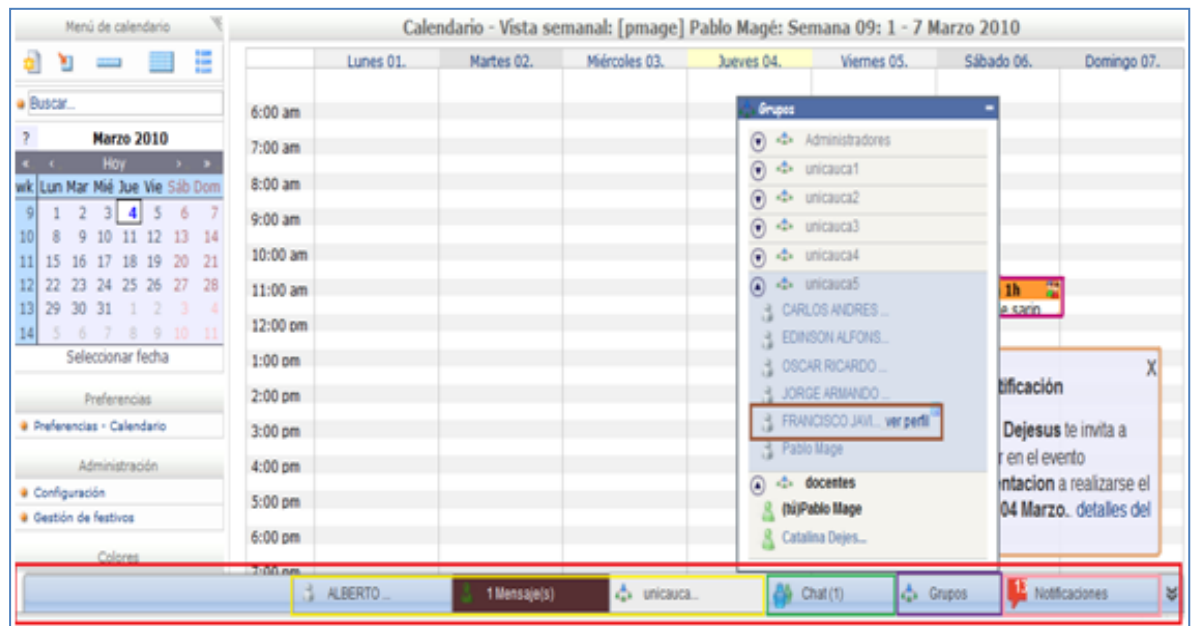 Menú de calendario
Calendario - Vista semanal: [pmage] Pablo Magé: Semana 09: 1 - 7 Marzo 2010
Lunes 01. Martes 02. Miércoles 03. Jueves 04. Viernes 05. Sábado 06. Domingo 07.
Buscar...
? Marzo 2010
« ‹ Hoy › »
wk Lun Mar Mié Jue Vie Sáb Dom
9 1 2 3 4 5 6 7
10 8 9 10 11 12 13 14
11 15 16 17 18 19 20 21
12 22 23 24 25 26 27 28
13 29 30 31 1 2 3 4
14 5 6 7 8 9 10 11
Seleccionar fecha
Preferencias
Preferencias - Calendario
Administración
Configuración
Gestión de festivos
Colores
6:00 am
7:00 am
8:00 am
9:00 am
10:00 am
11:00 am
12:00 pm
1:00 pm
2:00 pm
3:00 pm
4:00 pm
5:00 pm
6:00 pm
7:00 pm
Grupos
Administradores
unicauca1
unicauca2
unicauca3
unicauca4
unicauca5
CARLOS ANDRES ...
EDINSON ALFONS...
OSCAR RICARDO ...
JORGE ARMANDO ...
FRANCISCO JAVI... ver perfil
Pablo Mage
docentes
(tú)Pablo Mage
Catalina Dejes...
1h
X
tificación
Dejesus te invita a
r en el evento
ntacion a realizarse el
04 Marzo.. detalles del
ALBERTO ... 1 Mensaje(s) unicauca... Chat (1) Grupos Notificaciones